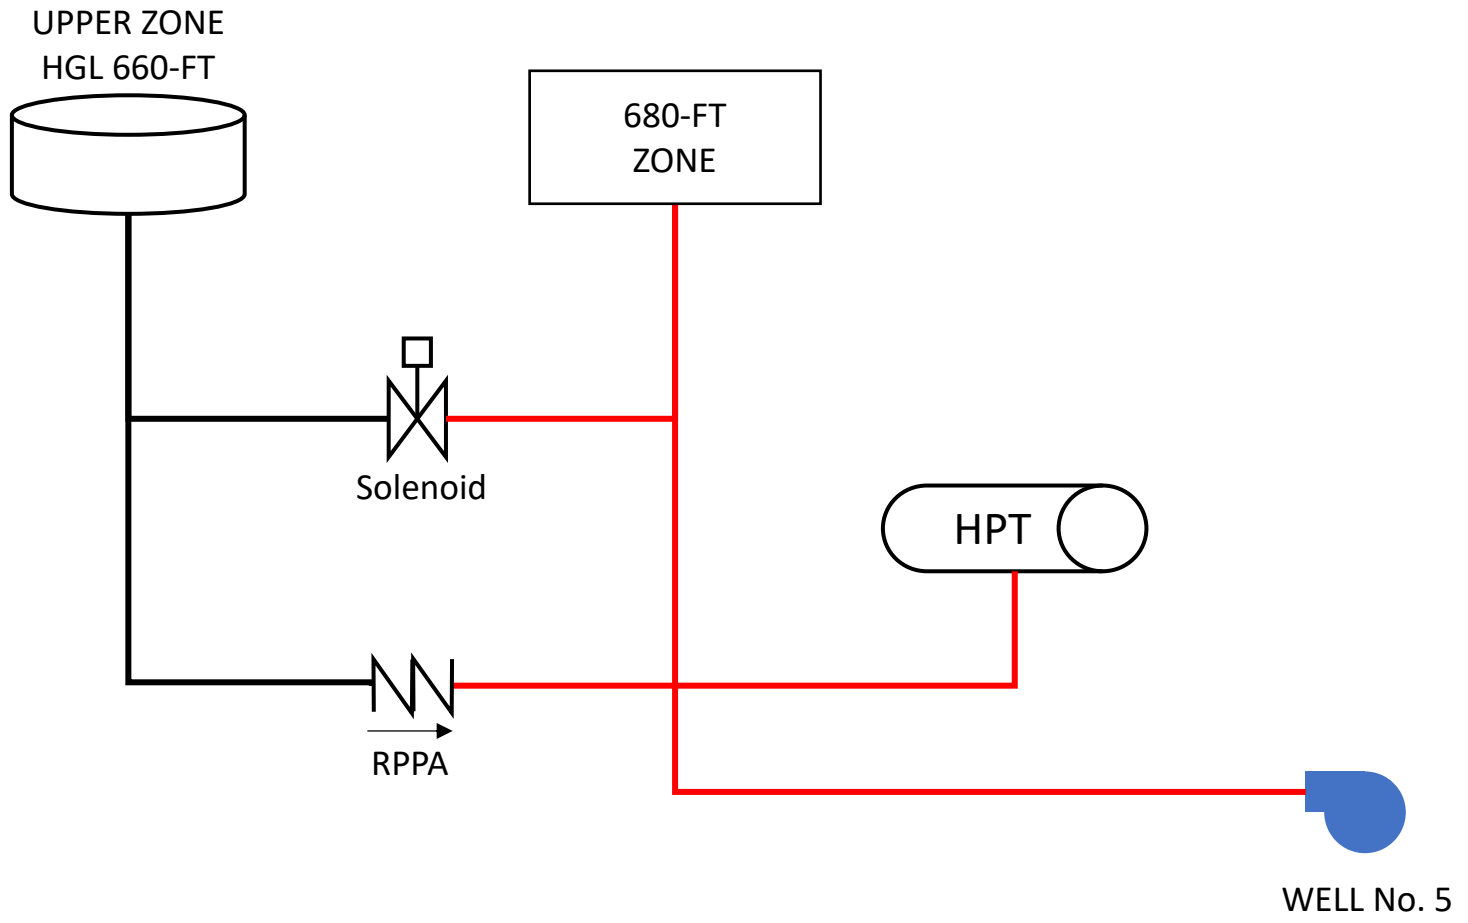 UPPER ZONE
HGL 660-FT
680-FT
ZONE
Solenoid
HPT
RPPA
WELL No. 5